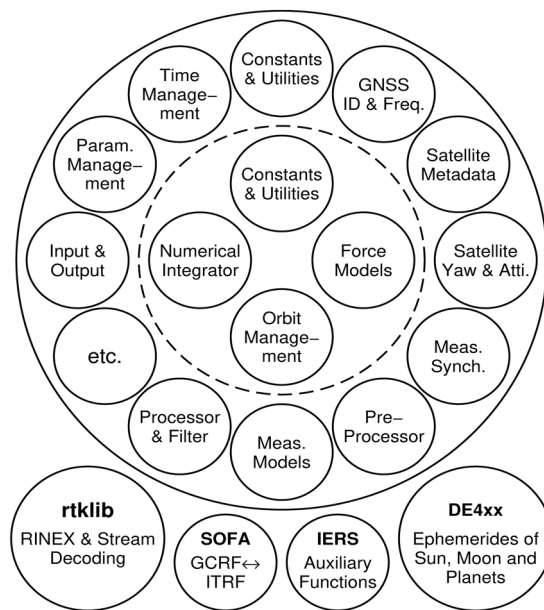 Constants
& Utilities
GNSS
ID & Freq.
Satellite
Metadata
Satellite
Yaw & Atti.
Meas.
Synch.
Pre–
Processor
Meas.
Models
Processor
& Filter
etc.
Input &
Output
Param.
Manage–
ment
Time
Manage–
ment
Constants
& Utilities
Numerical
Integrator
Force
Models
Orbit
Manage–
ment
rtklib
RINEX & Stream
Decoding
SOFA
GCRF↔
ITRF
IERS
Auxiliary
Functions
DE4xx
Ephemerides of
Sun, Moon and
Planets